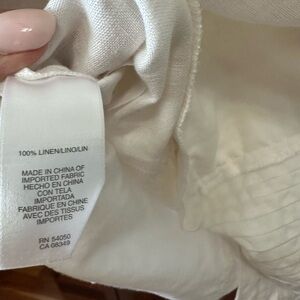 100% LINEN/LINO/LIN
MADE IN CHINA OF
IMPORTED FABRIC
HECHO EN CHINA
CON TELA
IMPORTADA
FABRIQUE EN CHINE
AVEC DES TISSUS
IMPORTES
RN 54050
CA 08349